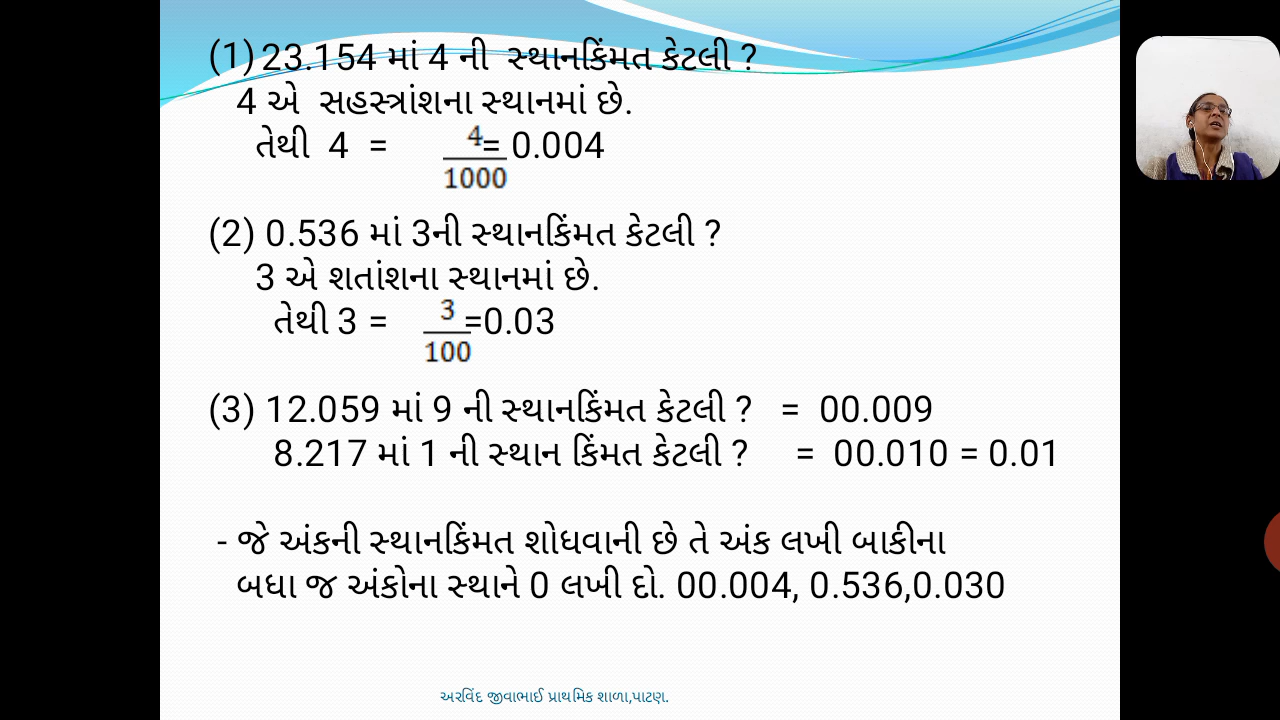 (1) 23.154 માં 4 ની સ્થાનકિંમત કેટલી ?
4 એ સહસ્ત્રાંશના સ્થાનમાં છે.
તેથી 4 = 4/1000 = 0.004
(2) 0.536 માં 3ની સ્થાનકિંમત કેટલી ?
3 એ શતાંશના સ્થાનમાં છે.
તેથી 3 = 3/100 =0.03
(3) 12.059 માં 9 ની સ્થાનકિંમત કેટલી ? = 00.009
8.217 માં 1 ની સ્થાન કિંમત કેટલી ? = 00.010 = 0.01
- જે અંકની સ્થાનકિંમત શોધવાની છે તે અંક લખી બાકીના
બધા જ અંકોના સ્થાને 0 લખી દો. 00.004, 0.536,0.030
અરવિંદ જીવાભાઈ પ્રાથમિક શાળા,પાટણ.